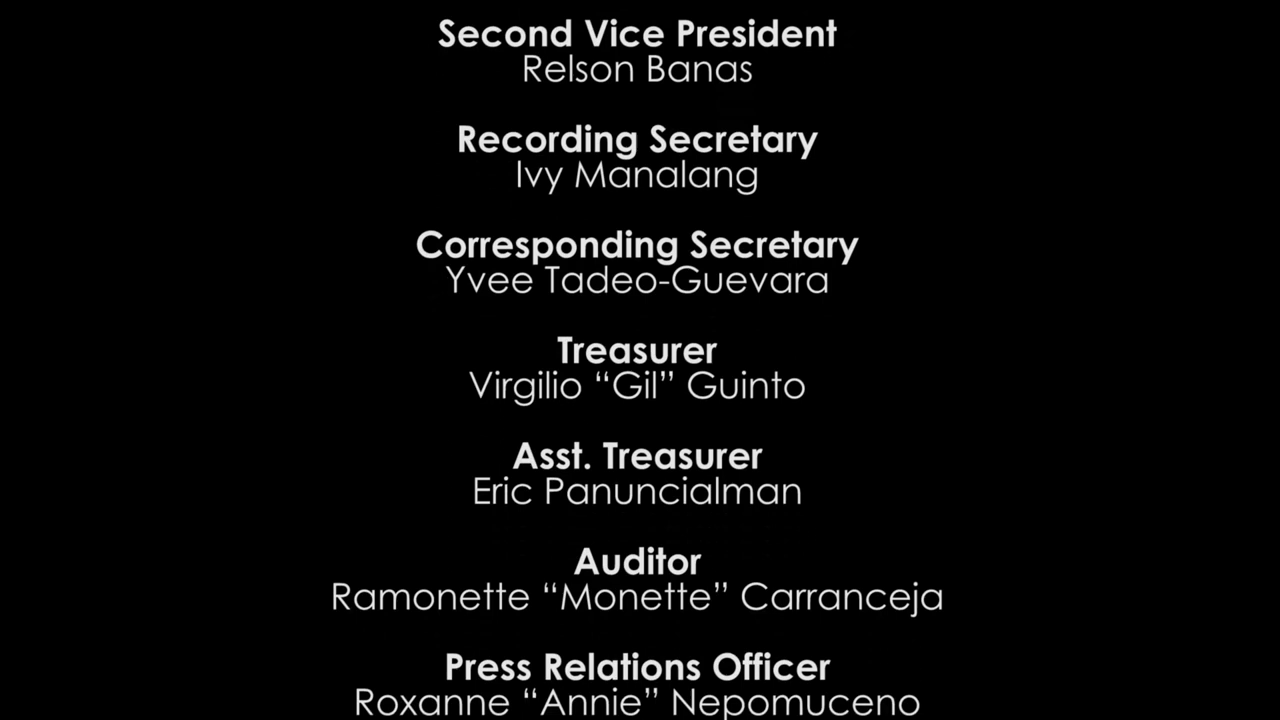 Second Vice President
Relson Banas
Recording Secretary
Ivy Manalang
Corresponding Secretary
Yvee Tadeo-Guevara
Treasurer
Virgilio “Gil” Guinto
Asst. Treasurer
Eric Panuncialman
Auditor
Ramonette “Monette” Carranceja
Press Relations Officer
Roxanne “Annie” Nepomuceno